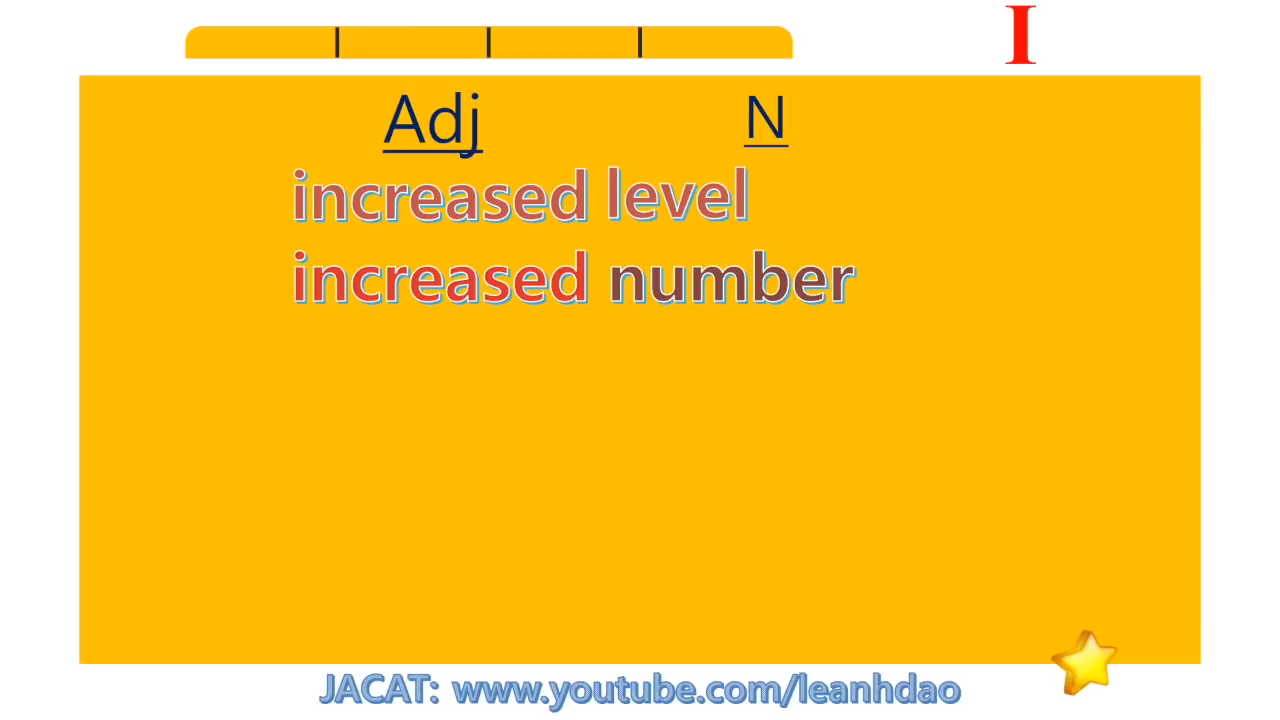 I
Adj N
increased level
increased number
JACAT: www.youtube.com/leanhdao